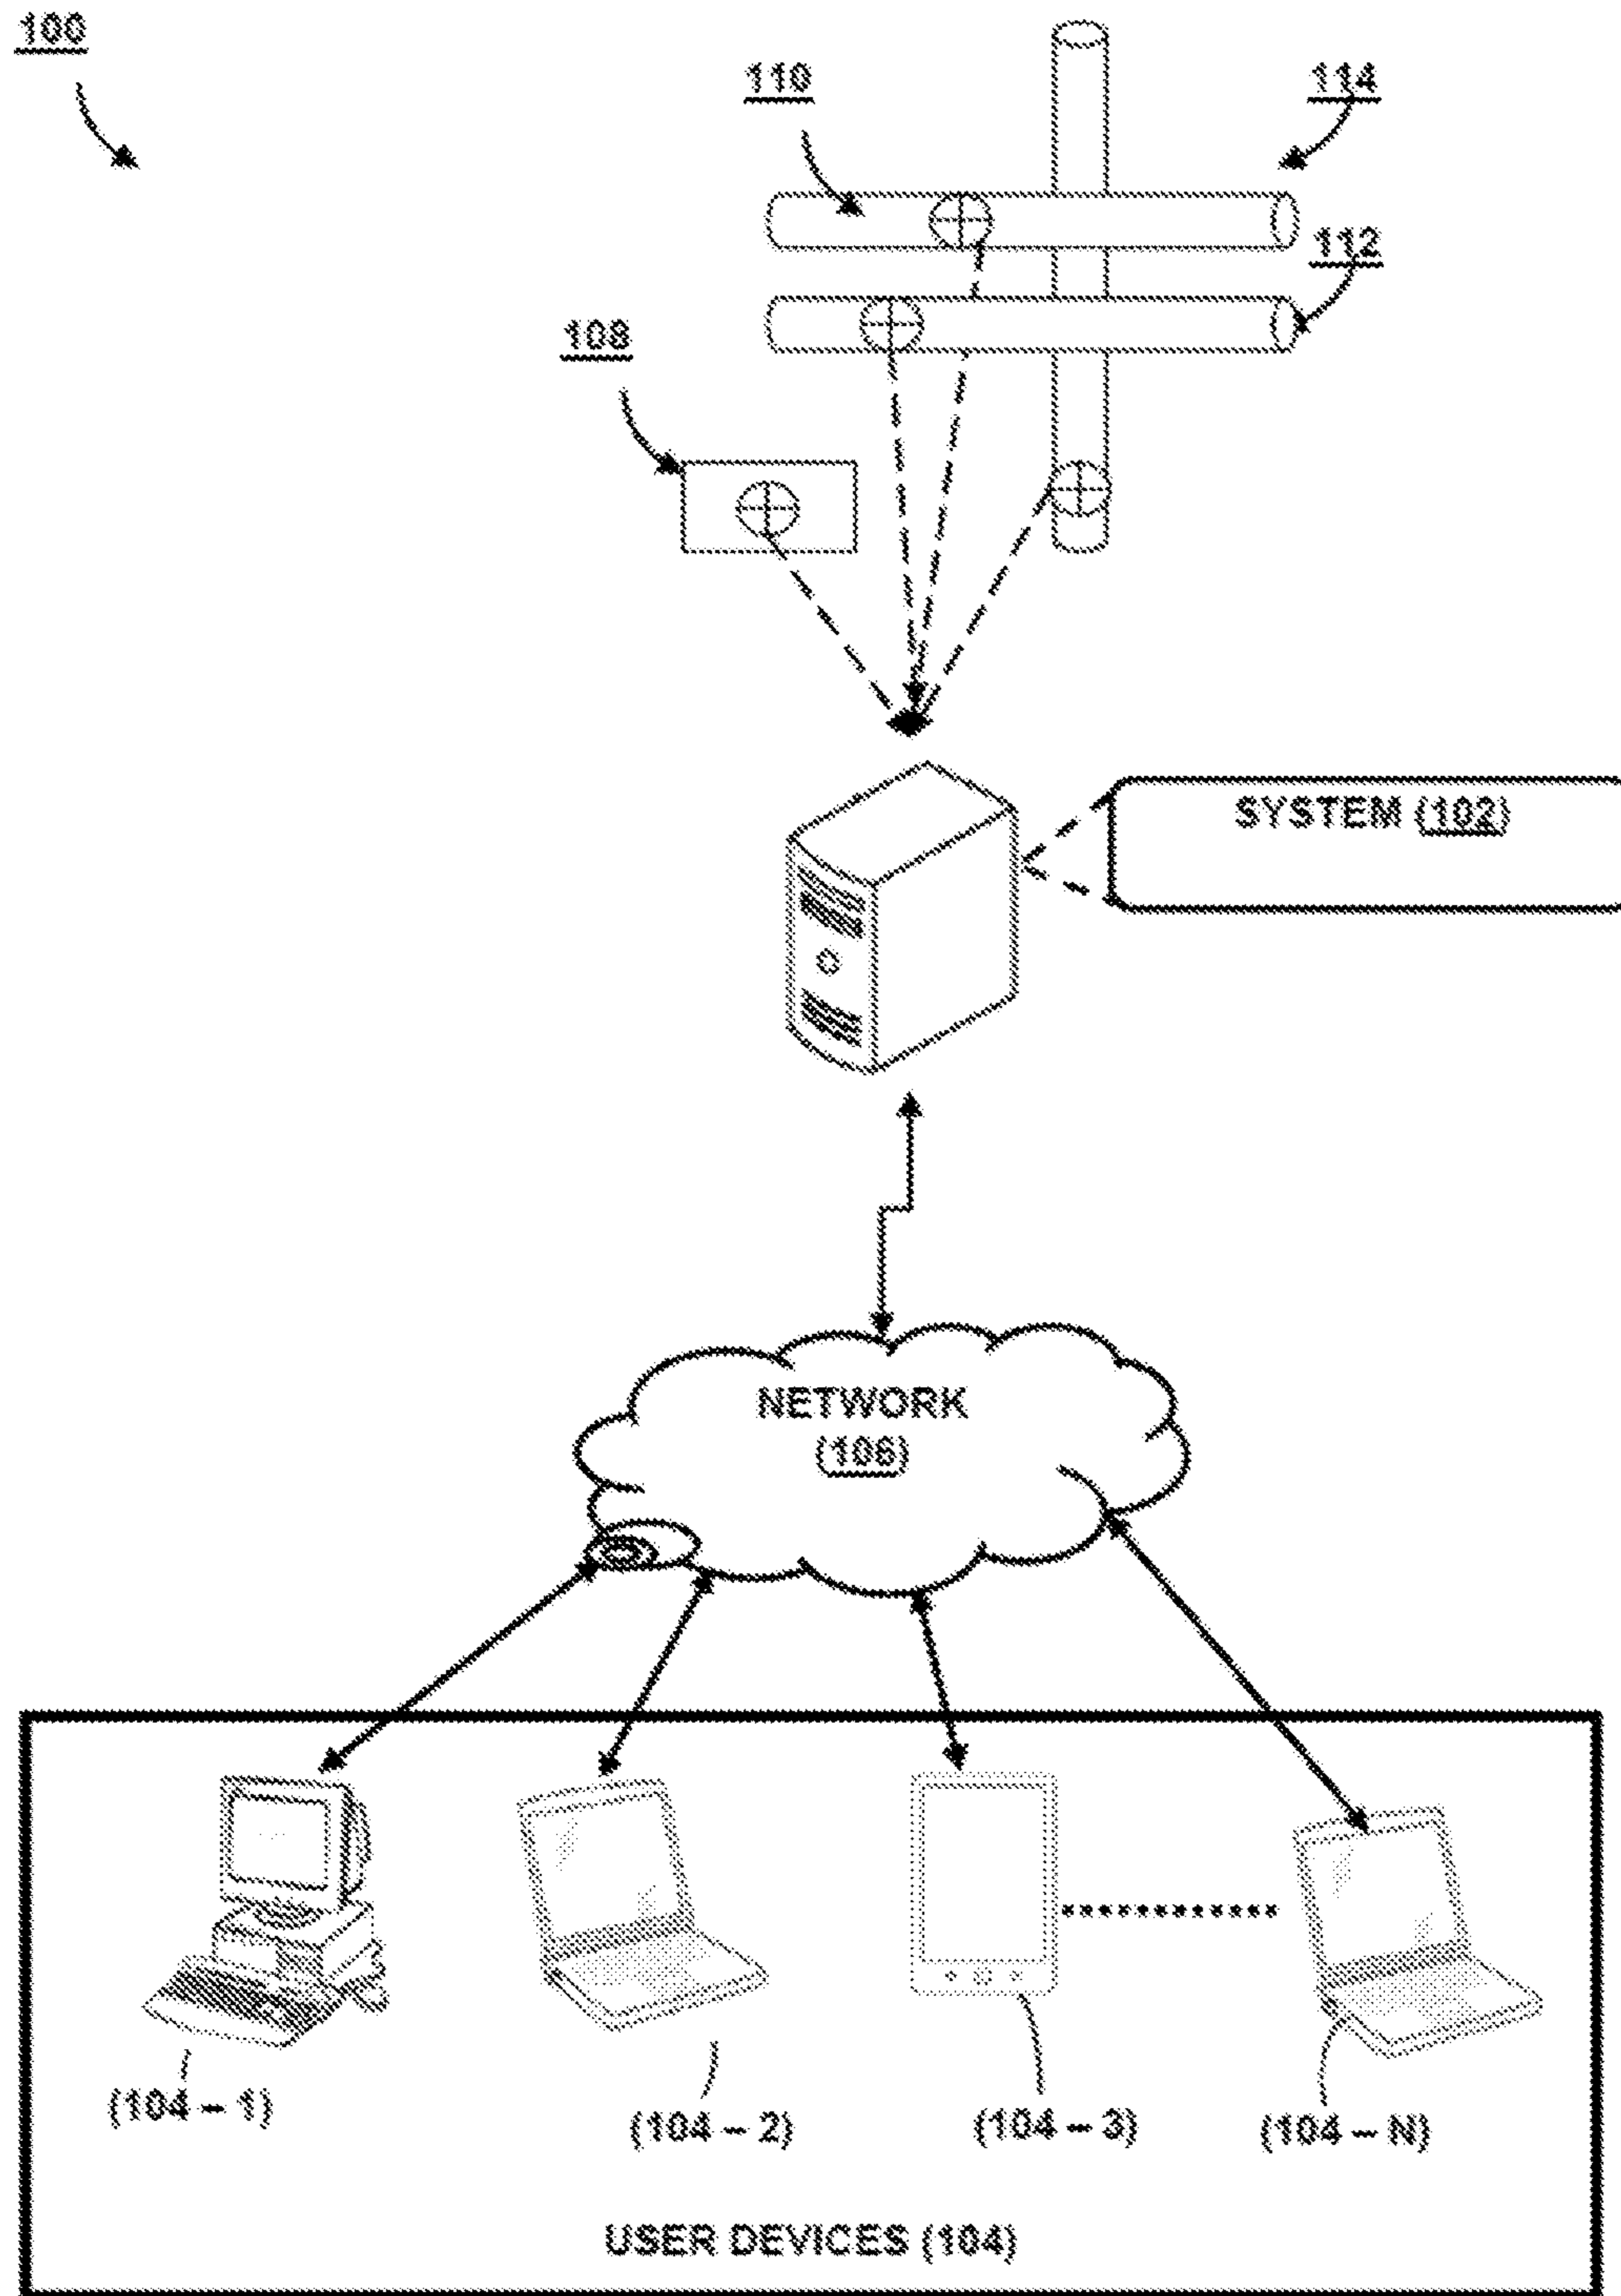 100
110
114
112
108
SYSTEM (102)
NETWORK
(106)
(104 – 1)
(104 – 2)
(104 – 3)
(104 – N)
USER DEVICES (104)